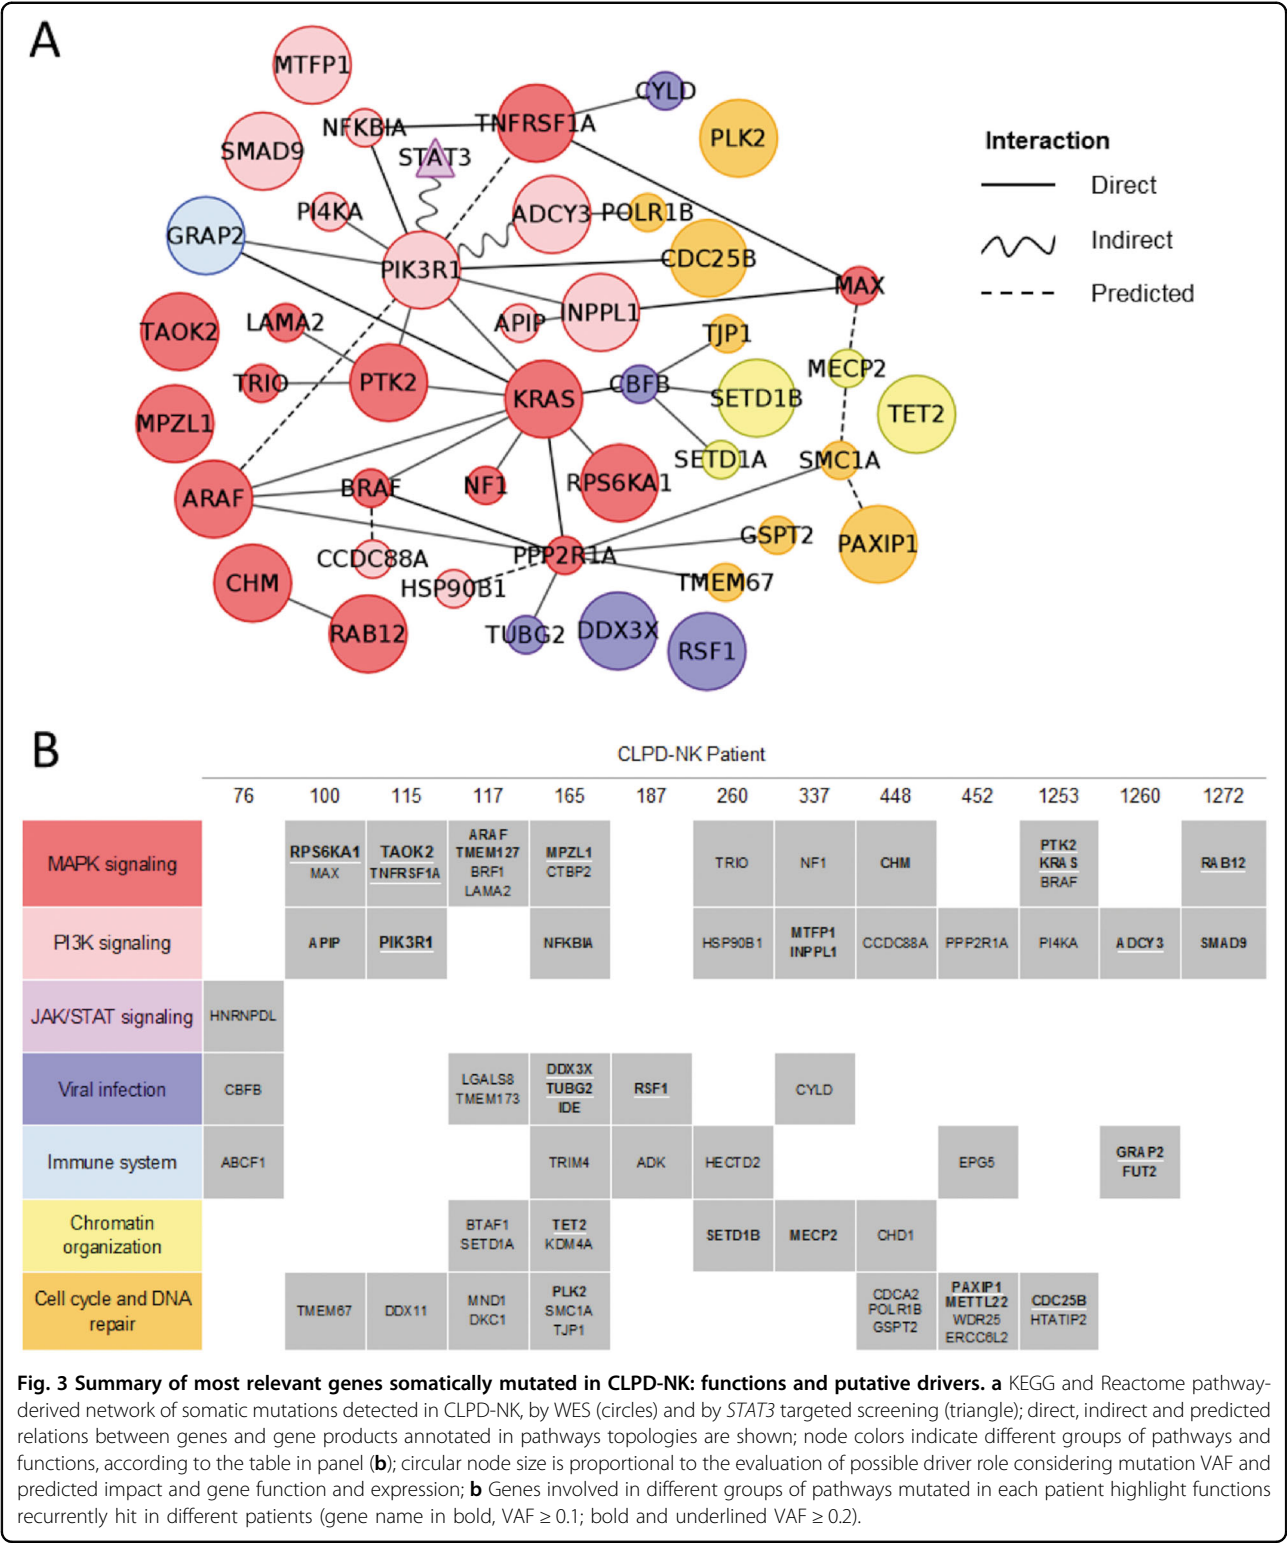 A
MTFP1
CYLD
NFKBIA
TNFRSF1A
PLK2
Interaction
SMAD9
STAT3
Direct
PI4KA
ADCY3
POLR1B
GRAP2
Indirect
PIK3R1
CDC25B
MAX
Predicted
TAOK2
LAMA2
APIP
NPPL1
TJP1
MECP2
TRIO
PTK2
KRAS
CBFB
SETD1B
TET2
MPZL1
SETD1A
SMC1A
ARAF
BRAF
NF1
RPS6KA1
GSPT2
PAXIP1
CCDC88A
PPP2R1A
CHM
HSP90B1
TMEM67
RAB12
TUBG2
DDX3X
RSF1
B
CLPD-NK Patient
76 100 115 117 165 187 260 337 448 452 1253 1260 1272
MAPK signaling
RPS6KA1
MAX
TAOK2
TNFRSF1A
ARAF
TMEM127
BRF1
LAMA2
MPZL1
CTBP2
TRIO
NF1
CHM
PTK2
KRAS
BRAF
RAB12
PI3K signaling
APIP
PIK3R1
NFKBIA
HSP90B1
MTFP1
INPPL1
CCDC88A
PPP2R1A
PI4KA
ADCY3
SMAD9
JAK/STAT signaling
HNRNPDL
Viral infection
CBFB
LGALS8
TMEM173
DDX3X
TUBG2
IDE
RSF1
CYLD
Immune system
ABCF1
TRIM4
ADK
HECTD2
EPG5
GRAP2
FUT2
Chromatin
organization
BTAF1
SETD1A
TET2
KDM4A
SETD1B
MECP2
CHD1
Cell cycle and DNA
repair
TMEM67
DDX11
MND1
DKC1
PLK2
SMC1A
TJP1
CDCA2
POLR1B
GSPT2
PAXIP1
METTL22
WDR25
ERCC6L2
CDC25B
HTATIP2
Fig. 3 Summary of most relevant genes somatically mutated in CLPD-NK: functions and putative drivers. a KEGG and Reactome pathway-
derived network of somatic mutations detected in CLPD-NK, by WES (circles) and by STAT3 targeted screening (triangle); direct, indirect and predicted
relations between genes and gene products annotated in pathways topologies are shown; node colors indicate different groups of pathways and
functions, according to the table in panel (b); circular node size is proportional to the evaluation of possible driver role considering mutation VAF and
predicted impact and gene function and expression; b Genes involved in different groups of pathways mutated in each patient highlight functions
recurrently hit in different patients (gene name in bold, VAF ≥ 0.1; bold and underlined VAF ≥ 0.2).